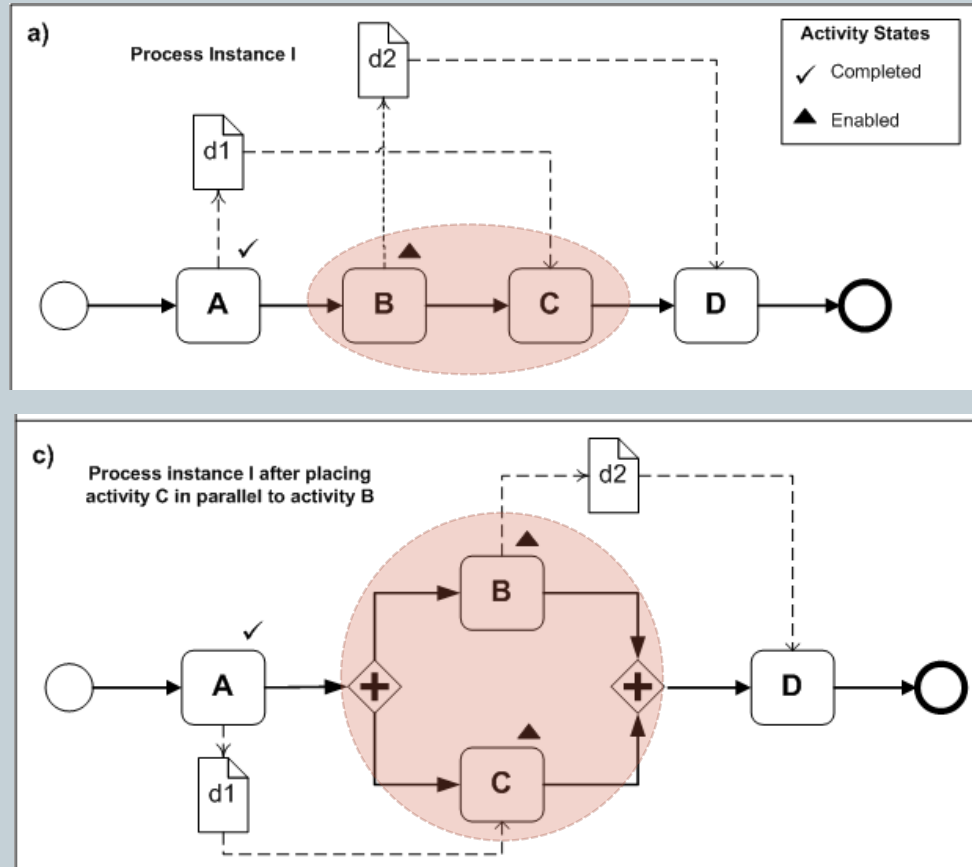 a)
Process Instance I
d2
d1
Activity States
✓ Completed
▲ Enabled
A
B
C
D
c)
Process instance I after placing
activity C in parallel to activity B
d2
B
A
D
C
d1